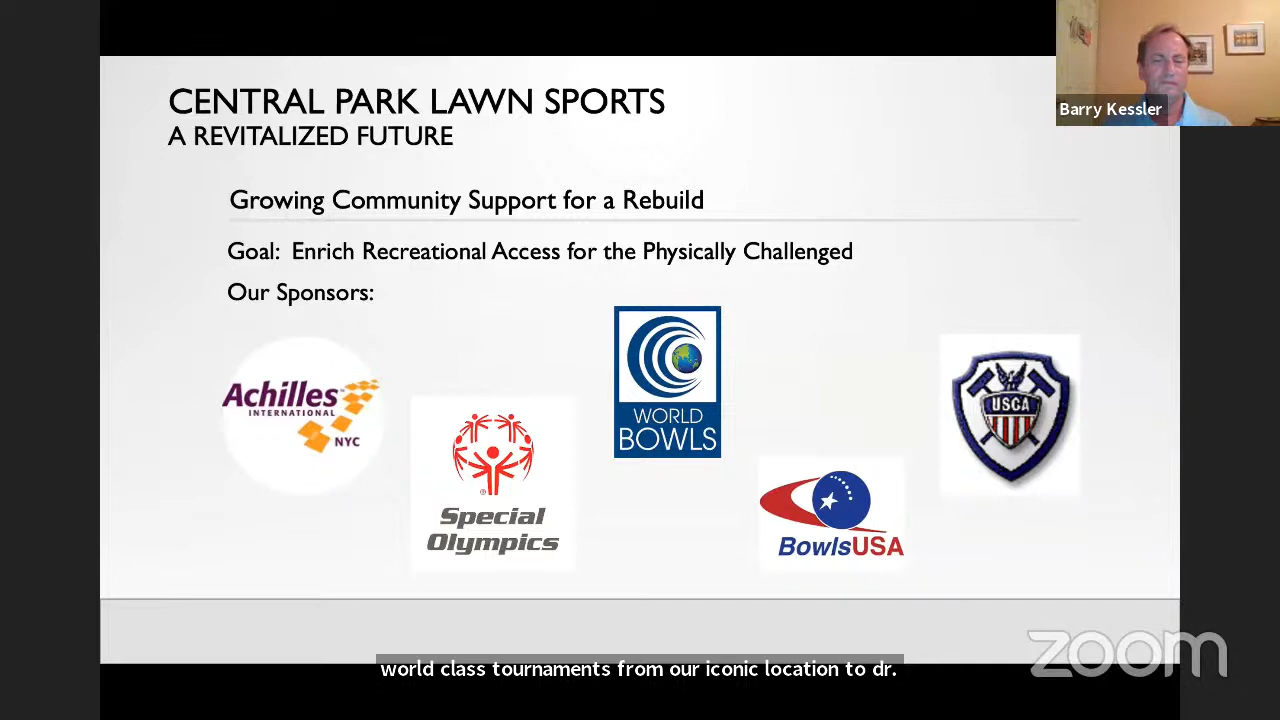 CENTRAL PARK LAWN SPORTS
A REVITALIZED FUTURE
Barry Kessler
Growing Community Support for a Rebuild
Goal: Enrich Recreational Access for the Physically Challenged
Our Sponsors:
Achilles™
INTERNATIONAL
NYC
Special
Olympics
®
WORLD
BOWLS
BowlsUSA
USCA
zoom
world class tournaments from our iconic location to dr.